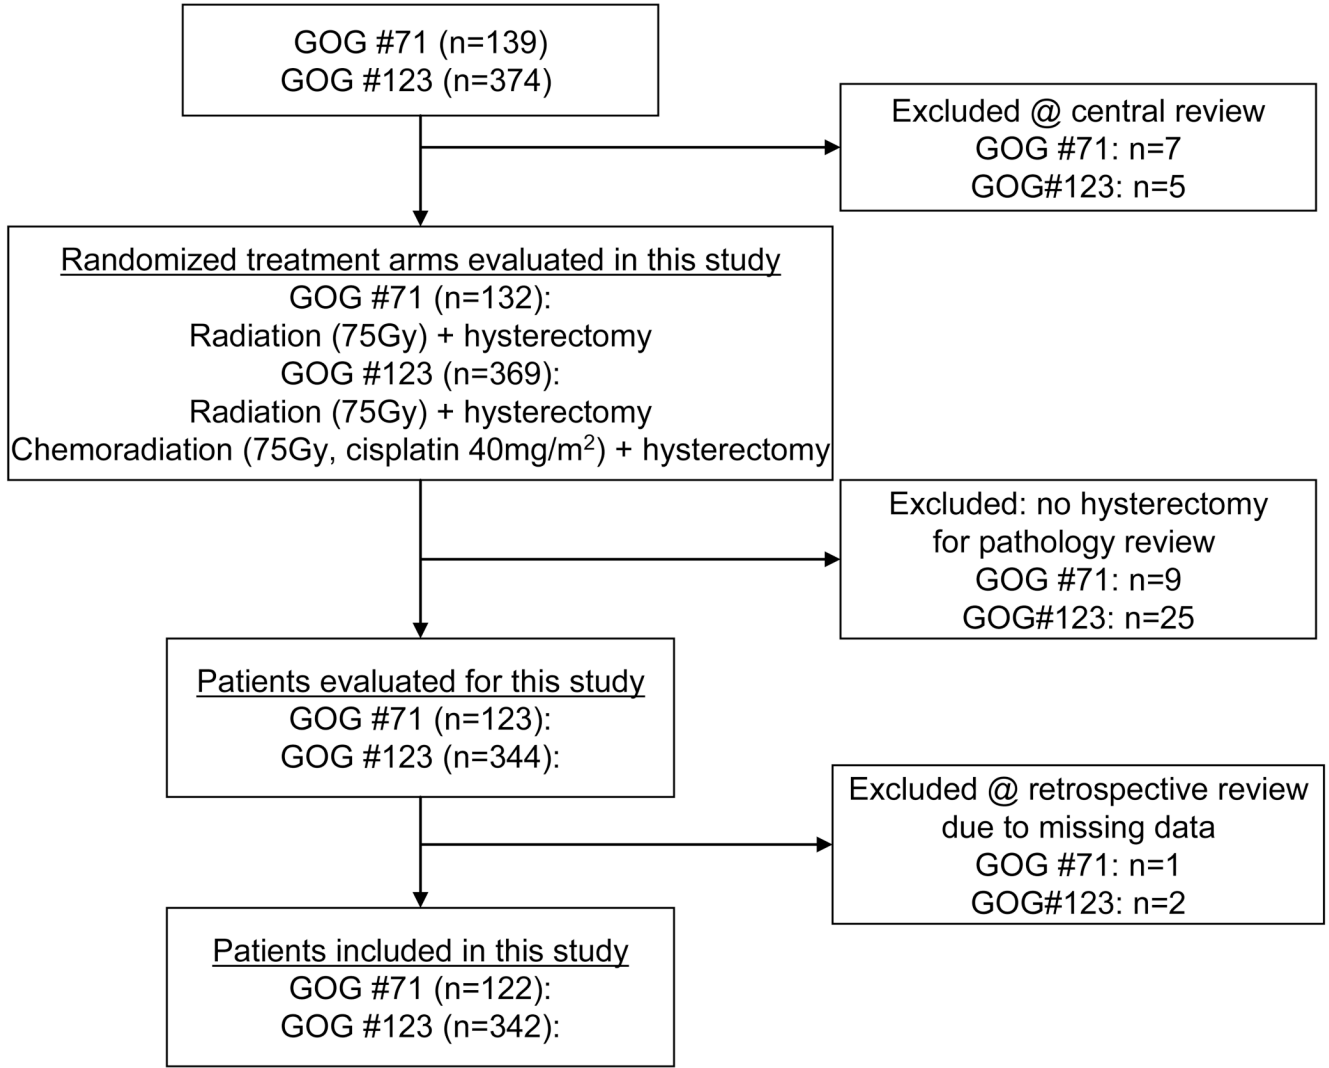 GOG #71 (n=139)
GOG #123 (n=374)
Excluded @ central review
GOG #71: n=7
GOG#123: n=5
Randomized treatment arms evaluated in this study
GOG #71 (n=132):
Radiation (75Gy) + hysterectomy
GOG #123 (n=369):
Radiation (75Gy) + hysterectomy
Chemoradiation (75Gy, cisplatin 40mg/m²) + hysterectomy
Excluded: no hysterectomy
for pathology review
GOG #71: n=9
GOG#123: n=25
Patients evaluated for this study
GOG #71 (n=123):
GOG #123 (n=344):
Excluded @ retrospective review
due to missing data
GOG #71: n=1
GOG#123: n=2
Patients included in this study
GOG #71 (n=122):
GOG #123 (n=342):